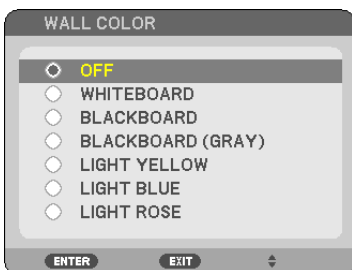 WALL COLOR
OFF
WHITEBOARD
BLACKBOARD
BLACKBOARD (GRAY)
LIGHT YELLOW
LIGHT BLUE
LIGHT ROSE
ENTER EXIT